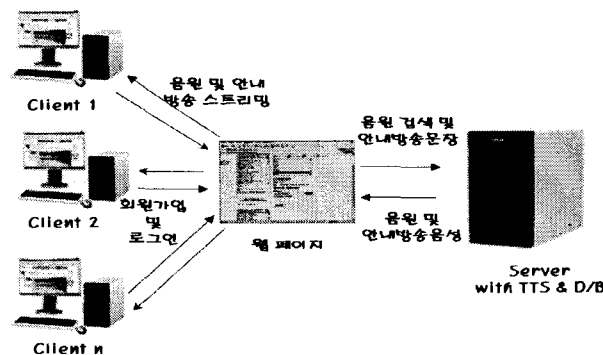 Client 1
음원 및 안내
방송 스트리밍
Client 2
회원가입
및
로그인
웹 페이지
음원 검색 및
안내방송문장
음원 및
안내방송음성
Server
with TTS & D/B
Client n